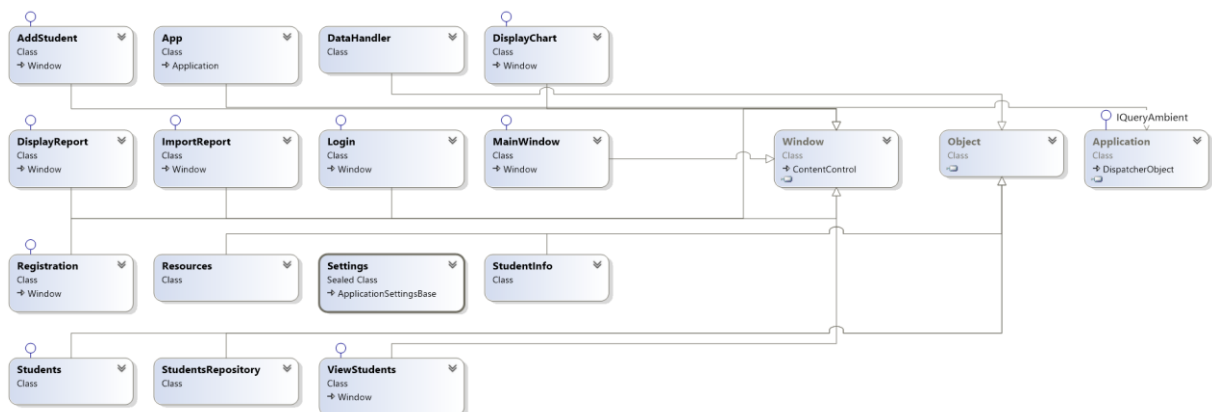 AddStudent
Class
Window
App
Class
Application
DataHandler
Class
DisplayChart
Class
Window
DisplayReport
Class
Window
ImportReport
Class
Window
Login
Class
Window
MainWindow
Class
Window
Window
Class
ContentControl
Object
Class
IQueryAmbient
Application
Class
DispatcherObject
Registration
Class
Window
Resources
Class
Settings
Sealed Class
ApplicationSettingsBase
StudentInfo
Class
Students
Class
StudentsRepository
Class
ViewStudents
Class
Window